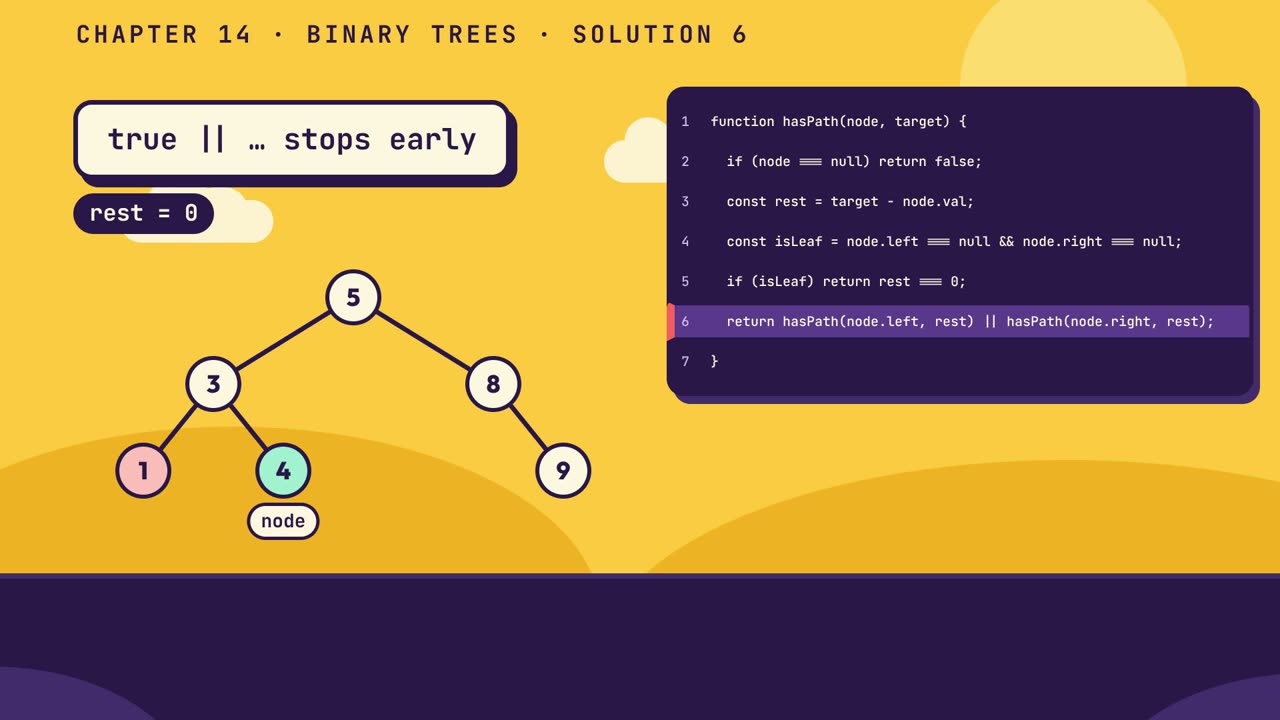 CHAPTER 14 · BINARY TREES · SOLUTION 6
true || … stops early
rest = 0
5
3
8
1
4
9
node
1 function hasPath(node, target) {
2 if (node === null) return false;
3 const rest = target - node.val;
4 const isLeaf = node.left === null && node.right === null;
5 if (isLeaf) return rest === 0;
6 return hasPath(node.left, rest) || hasPath(node.right, rest);
7 }